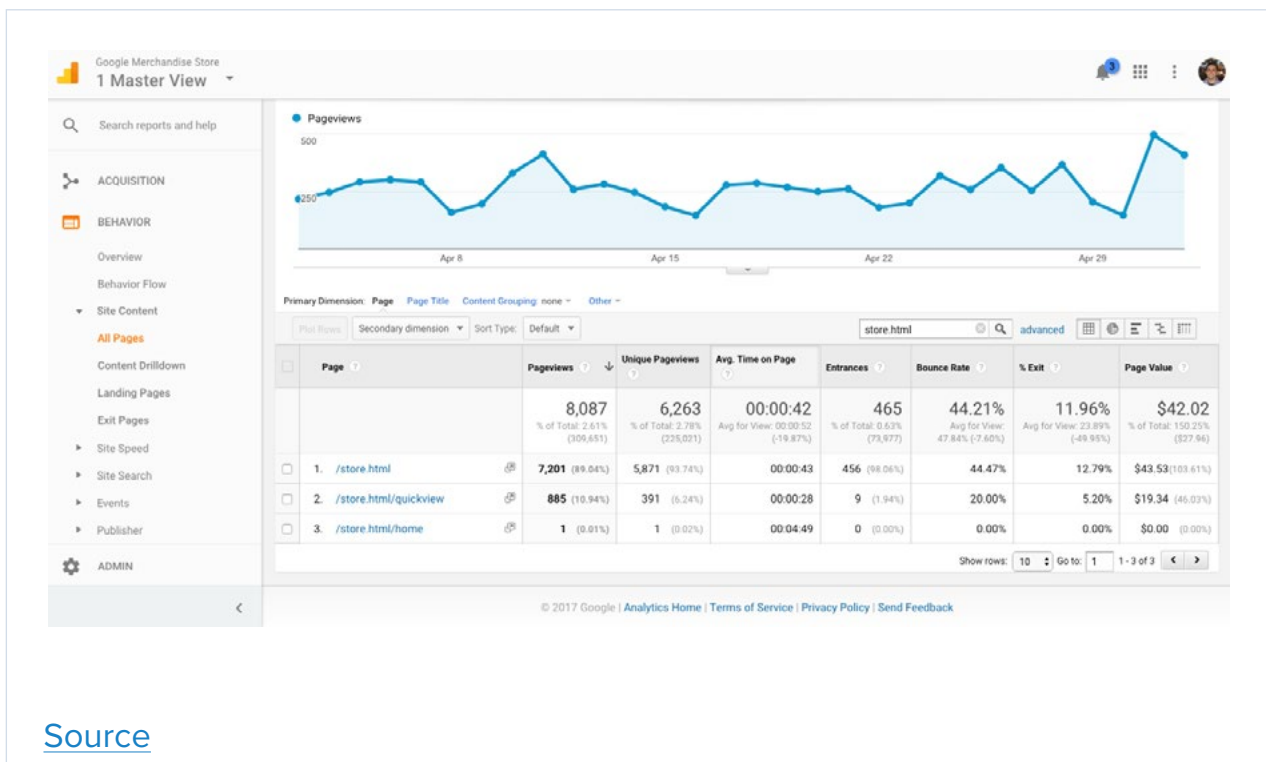 Google Merchandise Store
1 Master View
3
Search reports and help
ACQUISITION
BEHAVIOR
Overview
Behavior Flow
Site Content
All Pages
Content Drilldown
Landing Pages
Exit Pages
Site Speed
Site Search
Events
Publisher
ADMIN
Pageviews
500
250
Apr 8 Apr 15 Apr 22 Apr 29
Primary Dimension: Page Page Title Content Grouping: none Other
Plot Rows Secondary dimension Sort Type: Default store.html advanced
Page ? Pageviews ? Unique Pageviews ? Avg. Time on Page ? Entrances ? Bounce Rate ? % Exit ? Page Value ?
8,087 6,263 00:00:42 465 44.21% 11.96% $42.02
% of Total: 2.61% (309,651) % of Total: 2.78% (225,021) Avg for View: 00:00:52 (-19.87%) % of Total: 0.63% (73,977) Avg for View: 47.84% (-7.60%) Avg for View: 23.89% (-49.95%) % of Total: 150.25% ($27.96)
1. /store.html 7,201 (89.04%) 5,871 (93.74%) 00:00:43 456 (98.06%) 44.47% 12.79% $43.53(103.61%)
2. /store.html/quickview 885 (10.94%) 391 (6.24%) 00:00:28 9 (1.94%) 20.00% 5.20% $19.34 (46.03%)
3. /store.html/home 1 (0.01%) 1 (0.02%) 00:04:49 0 (0.00%) 0.00% 0.00% $0.00 (0.00%)
Show rows: 10 Go to: 1 1 - 3 of 3
© 2017 Google | Analytics Home | Terms of Service | Privacy Policy | Send Feedback
Source